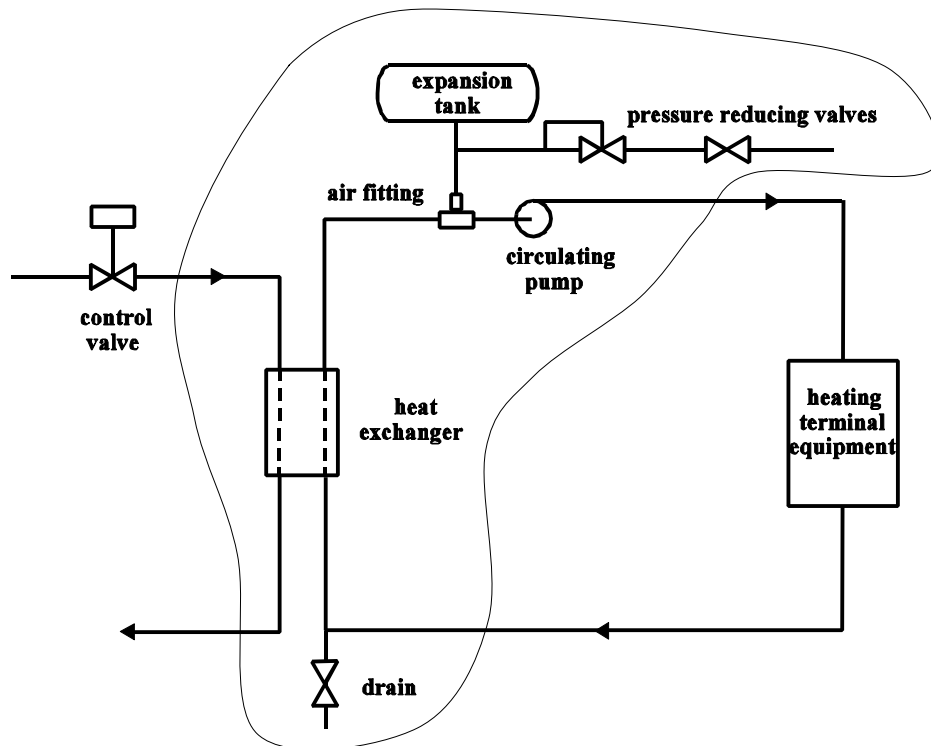 expansion
tank
pressure reducing valves
air fitting
circulating
pump
control
valve
heat
exchanger
heating
terminal
equipment
drain